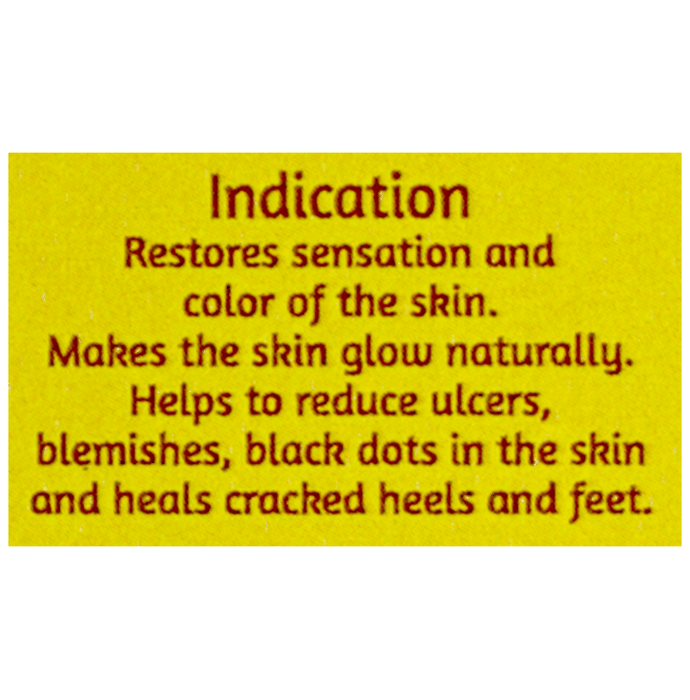 Indication
Restores sensation and
color of the skin.
Makes the skin glow naturally.
Helps to reduce ulcers,
blemishes, black dots in the skin
and heals cracked heels and feet.